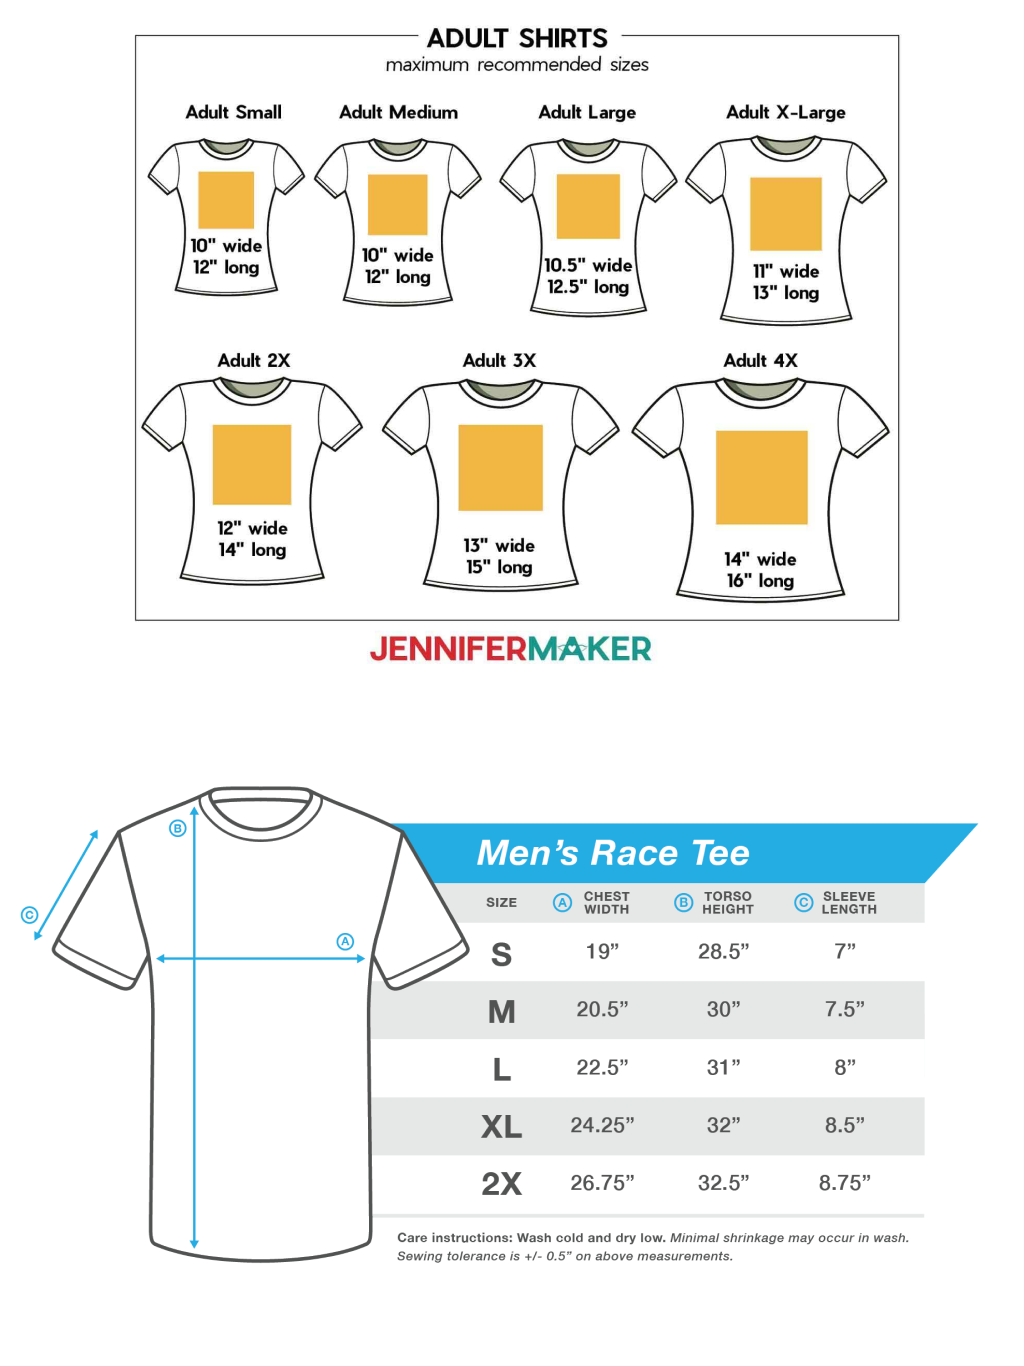 ADULT SHIRTS
maximum recommended sizes
Adult Small
Adult Medium
Adult Large
Adult X-Large
10" wide
12" long
10" wide
12" long
10.5" wide
12.5" long
11" wide
13" long
Adult 2X
Adult 3X
Adult 4X
12" wide
14" long
13" wide
15" long
14" wide
16" long
JENNIFERMAKER
B
C
A
Men’s Race Tee
SIZE A CHEST WIDTH B TORSO HEIGHT C SLEEVE LENGTH
S 19” 28.5” 7”
M 20.5” 30” 7.5”
L 22.5” 31” 8”
XL 24.25” 32” 8.5”
2X 26.75” 32.5” 8.75”
Care instructions: Wash cold and dry low. Minimal shrinkage may occur in wash.
Sewing tolerance is +/- 0.5” on above measurements.